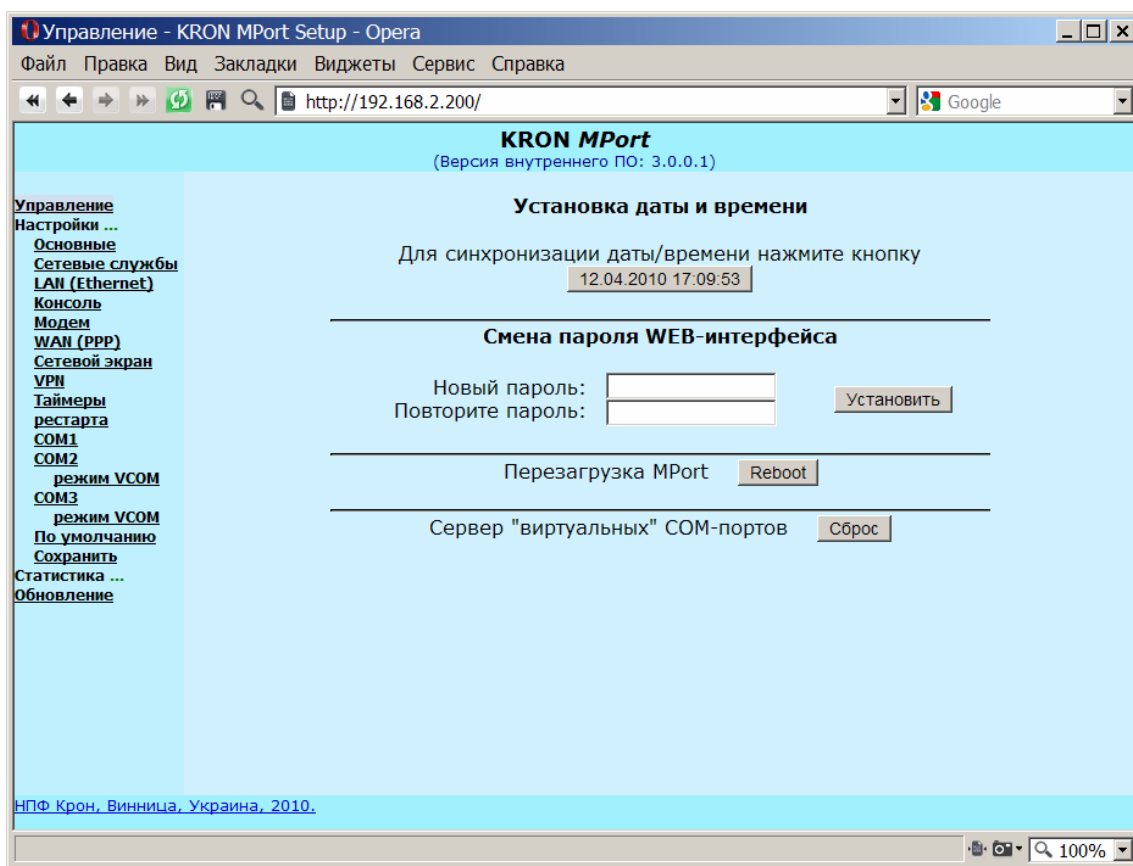 Управление - KRON MPort Setup - Opera
Файл Правка Вид Закладки Виджеты Сервис Справка
http://192.168.2.200/ Google
KRON MPort
(Версия внутреннего ПО: 3.0.0.1)
Управление
Настройки ...
Основные
Сетевые службы
LAN (Ethernet)
Консоль
Модем
WAN (PPP)
Сетевой экран
VPN
Таймеры
рестарта
COM1
COM2
режим VCOM
COM3
режим VCOM
По умолчанию
Сохранить
Статистика ...
Обновление
Установка даты и времени
Для синхронизации даты/времени нажмите кнопку
12.04.2010 17:09:53
Смена пароля WEB-интерфейса
Новый пароль:
Повторите пароль:
Установить
Перезагрузка MPort Reboot
Сервер "виртуальных" COM-портов Сброс
НПФ Крон, Винница, Украина, 2010.
100%